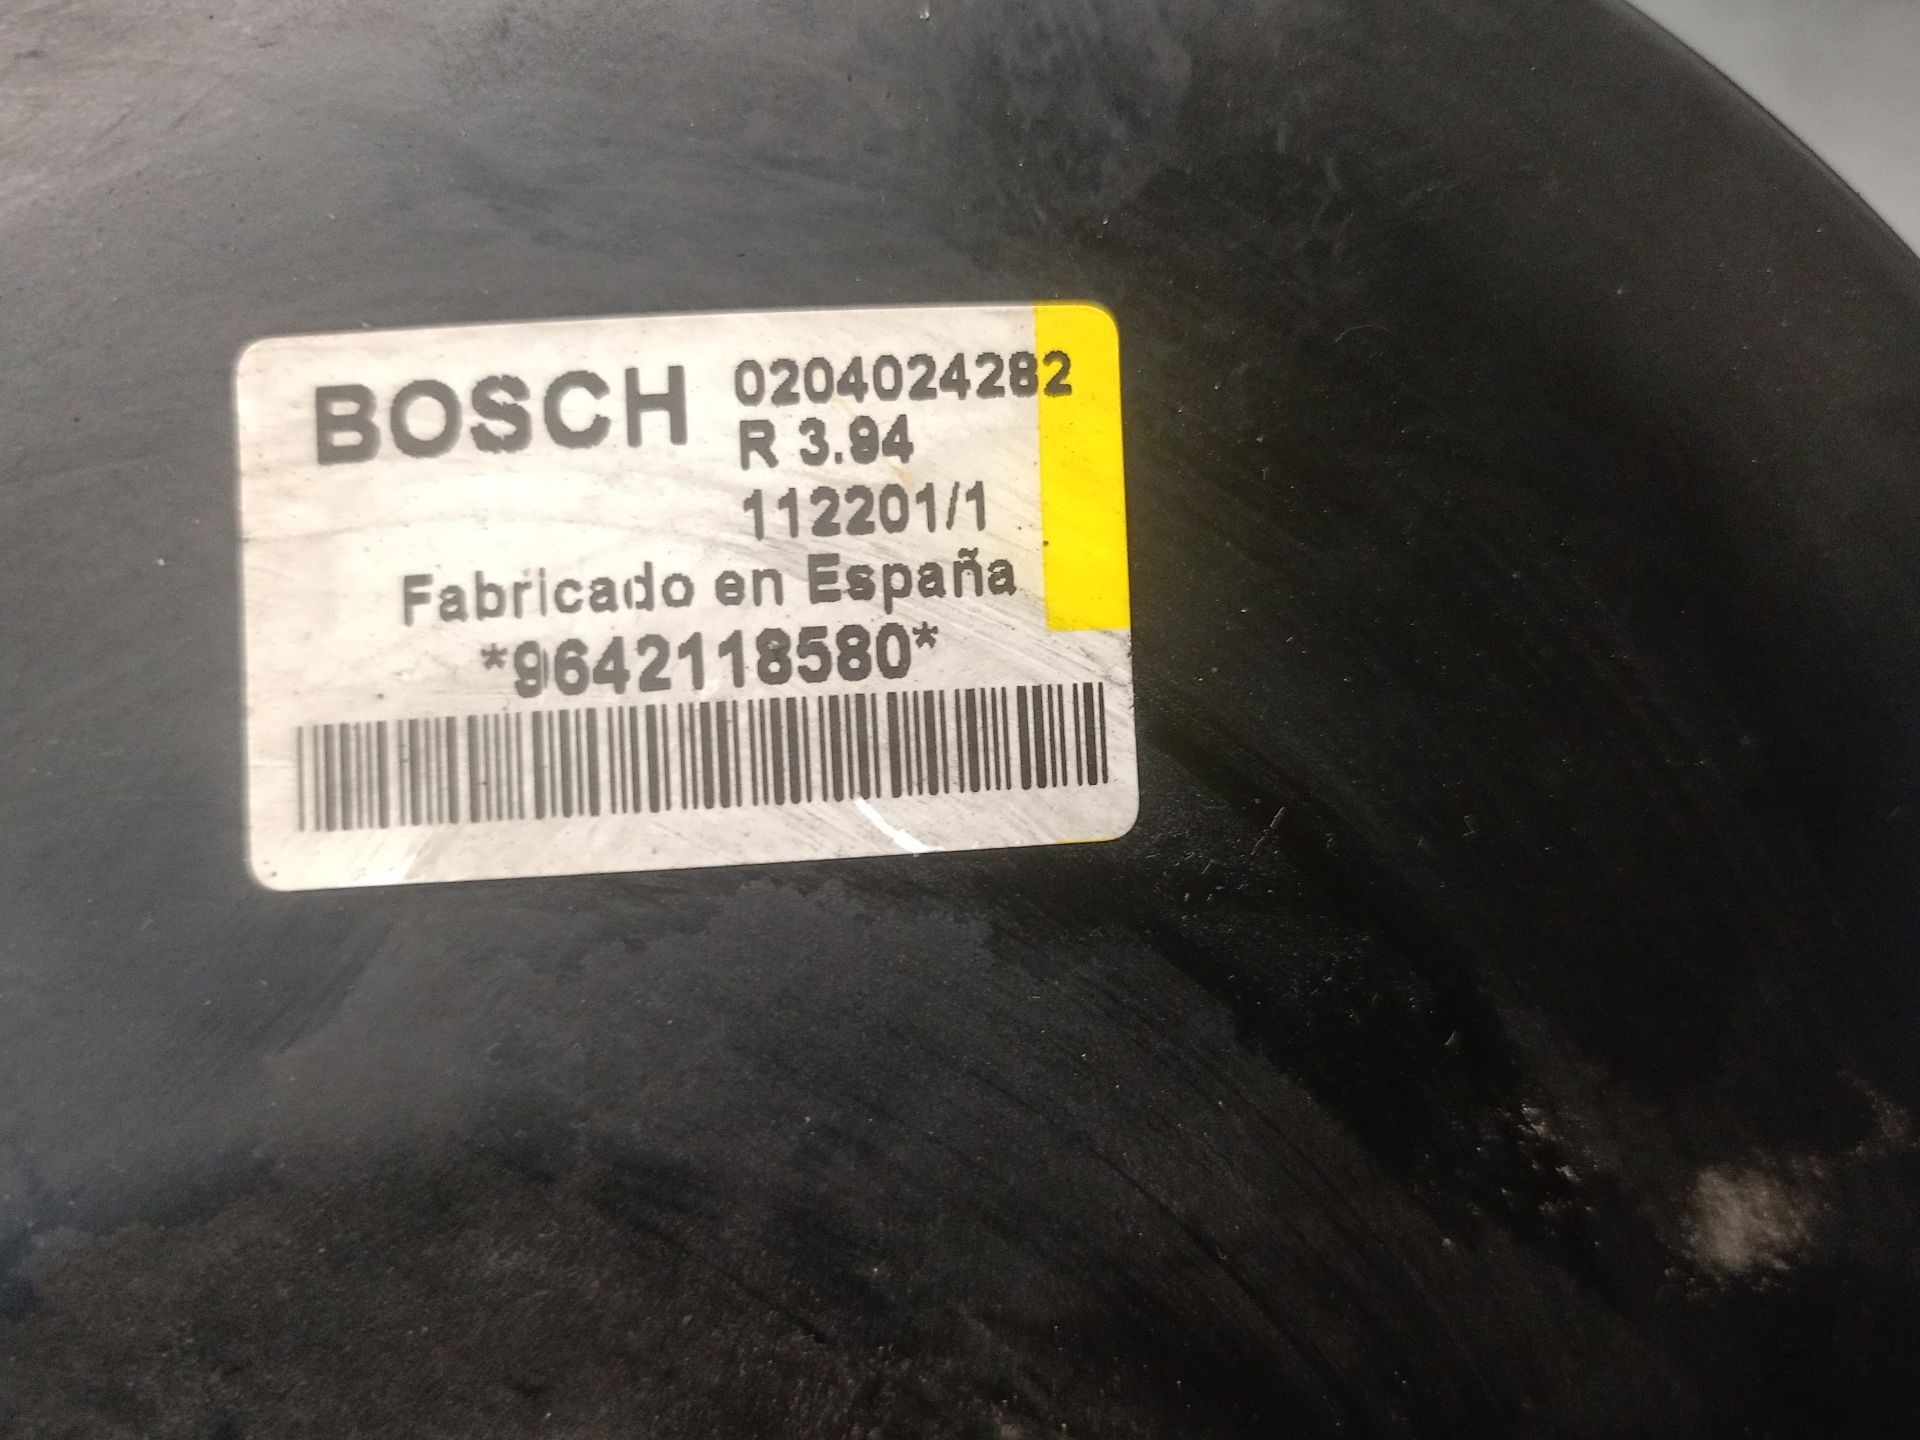 BOSCH 0204024282
R 3.94
112201/1
Fabricado en España
*9642118580*